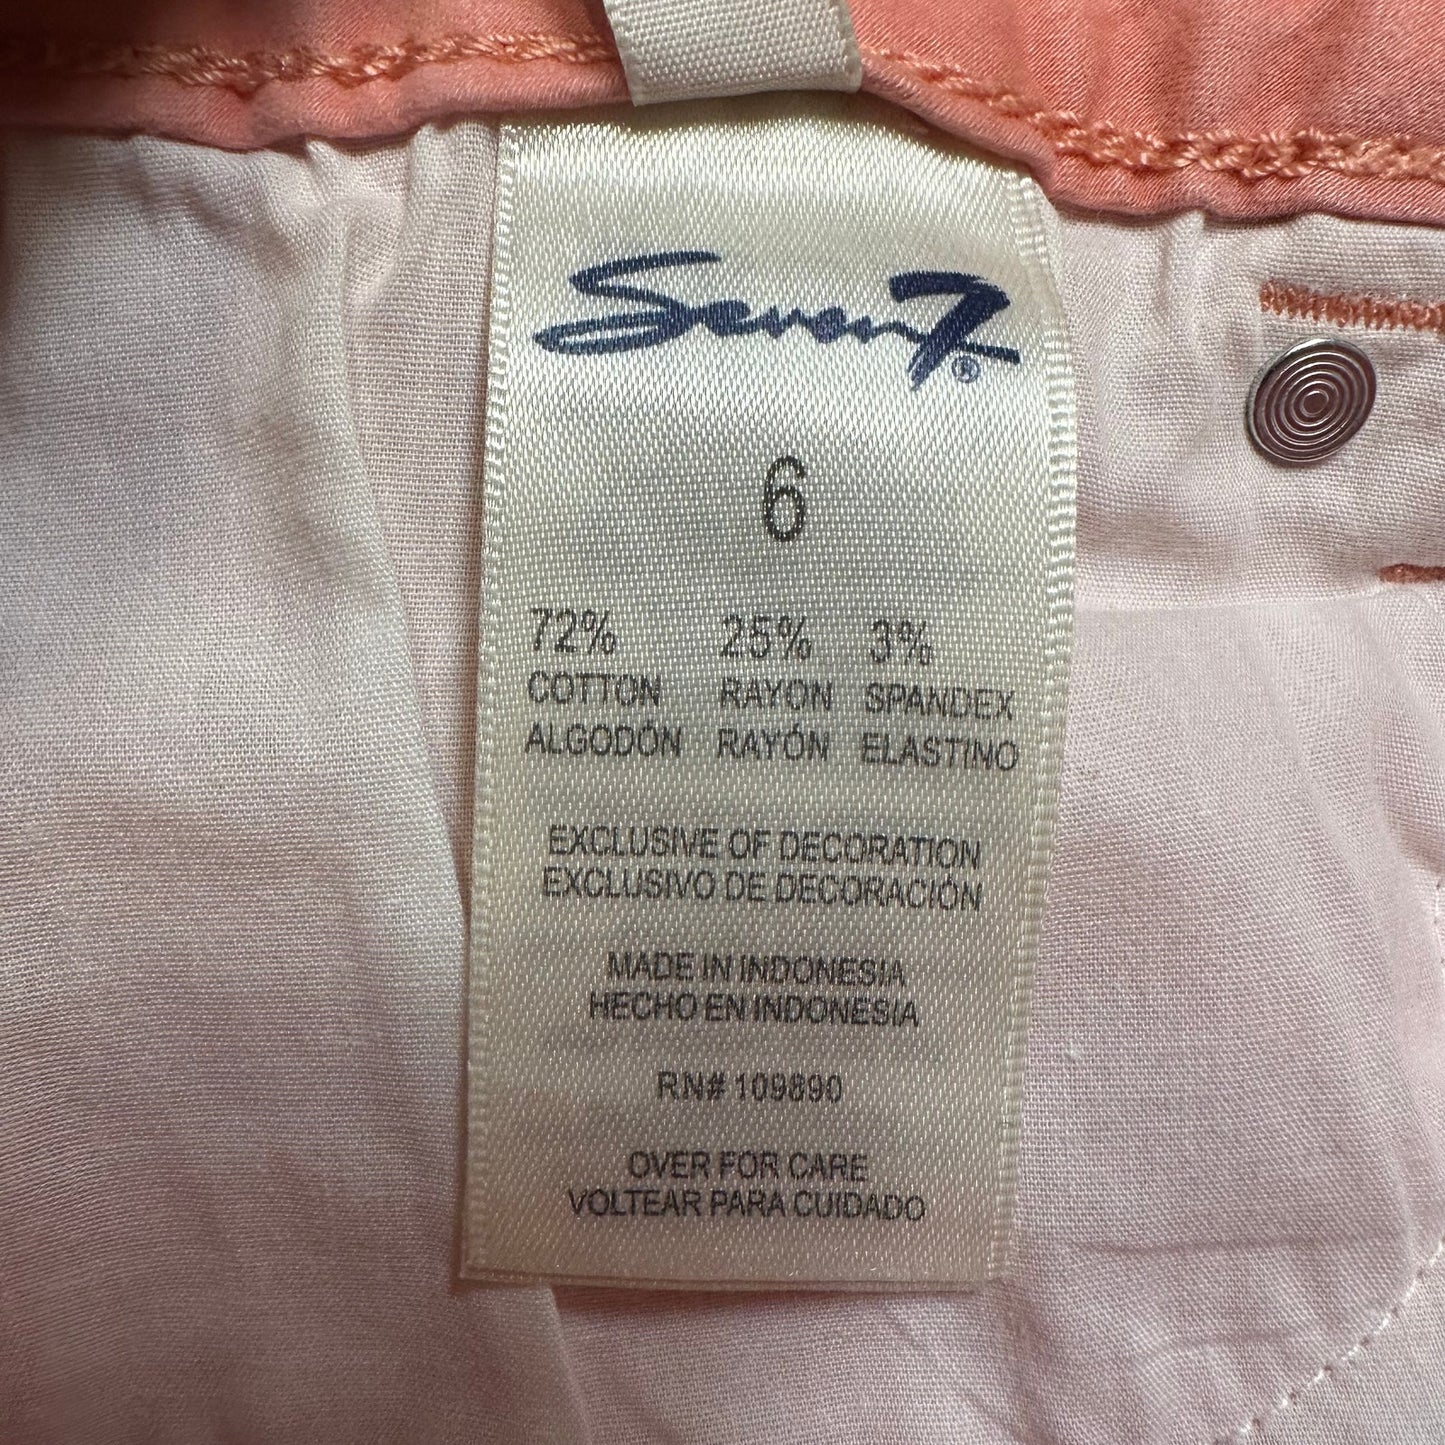 Seven7®
6
72% 25% 3%
COTTON RAYON SPANDEX
ALGODÓN RAYÓN ELASTINO
EXCLUSIVE OF DECORATION
EXCLUSIVO DE DECORACIÓN
MADE IN INDONESIA
HECHO EN INDONESIA
RN# 109890
OVER FOR CARE
VOLTEAR PARA CUIDADO